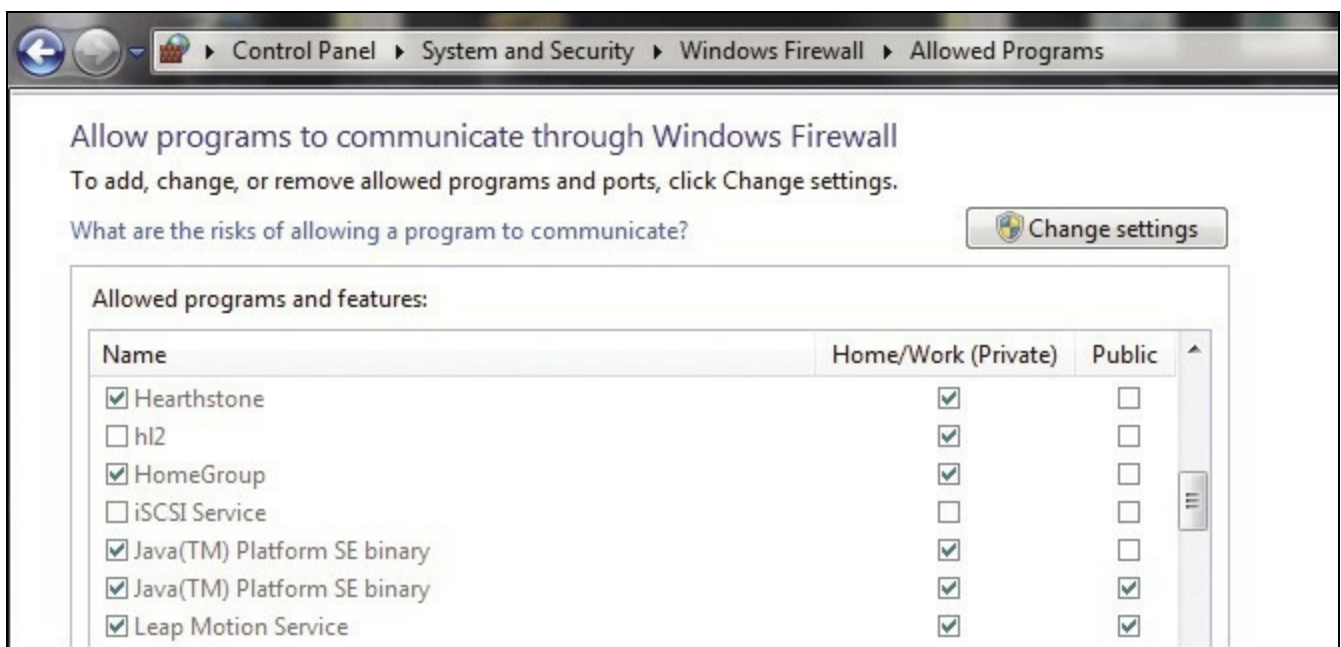 Control Panel System and Security Windows Firewall Allowed Programs
Allow programs to communicate through Windows Firewall
To add, change, or remove allowed programs and ports, click Change settings.
What are the risks of allowing a program to communicate? Change settings
Allowed programs and features:
Name Home/Work (Private) Public
Hearthstone
hl2
HomeGroup
iSCSI Service
Java(TM) Platform SE binary
Java(TM) Platform SE binary
Leap Motion Service